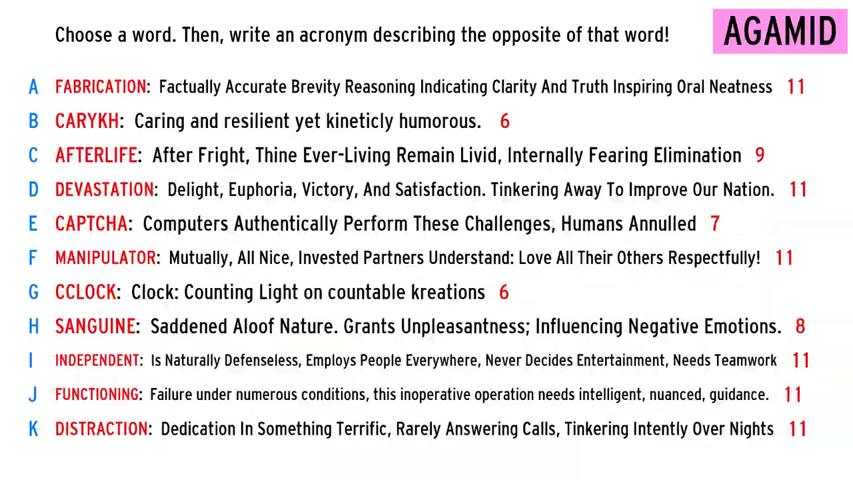 Choose a word. Then, write an acronym describing the opposite of that word! AGAMID
A FABRICATION: Factually Accurate Brevity Reasoning Indicating Clarity And Truth Inspiring Oral Neatness 11
B CARYKH: Caring and resilient yet kineticly humorous. 6
C AFTERLIFE: After Fright, Thine Ever-Living Remain Livid, Internally Fearing Elimination 9
D DEVASTATION: Delight, Euphoria, Victory, And Satisfaction. Tinkering Away To Improve Our Nation. 11
E CAPTCHA: Computers Authentically Perform These Challenges, Humans Annulled 7
F MANIPULATOR: Mutually, All Nice, Invested Partners Understand: Love All Their Others Respectfully! 11
G CCLOCK: Clock: Counting Light on countable kreations 6
H SANGUINE: Saddened Aloof Nature. Grants Unpleasantness; Influencing Negative Emotions. 8
I INDEPENDENT: Is Naturally Defenseless, Employs People Everywhere, Never Decides Entertainment, Needs Teamwork 11
J FUNCTIONING: Failure under numerous conditions, this inoperative operation needs intelligent, nuanced, guidance. 11
K DISTRACTION: Dedication In Something Terrific, Rarely Answering Calls, Tinkering Intently Over Nights 11